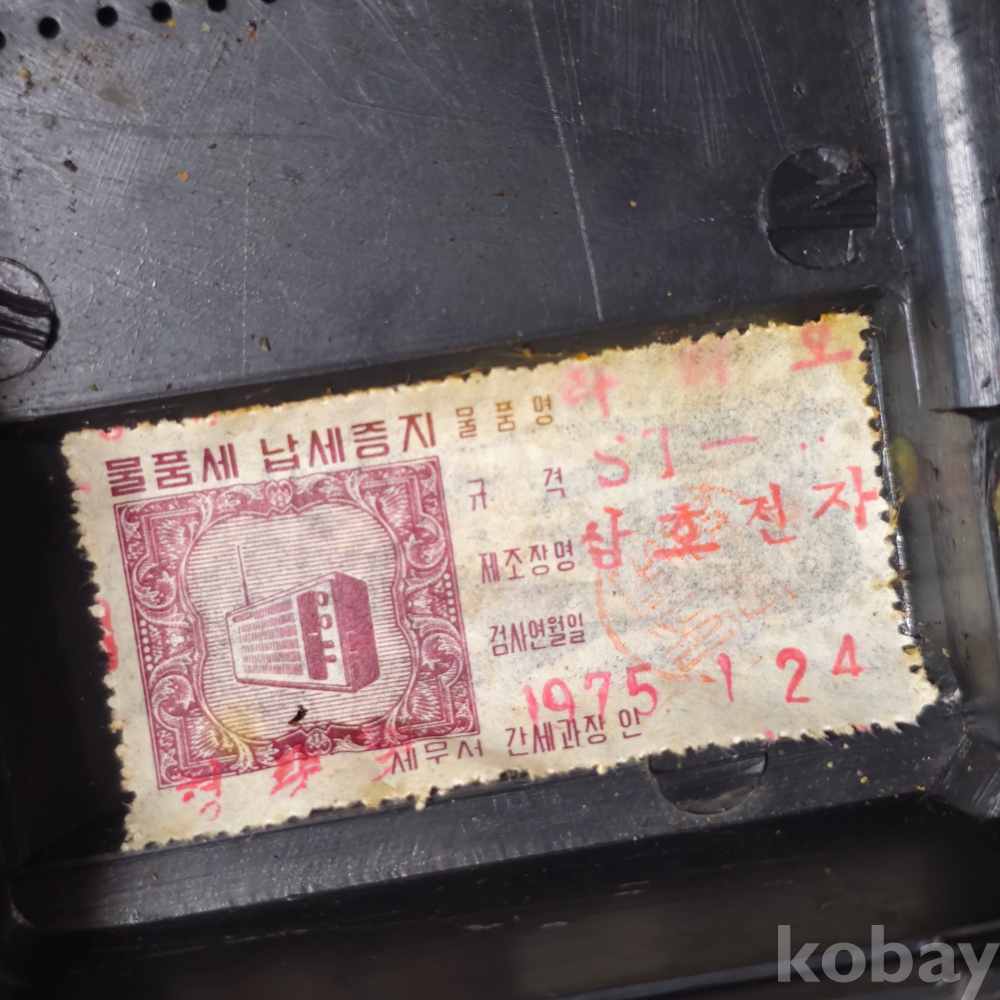 물품세 납세증지
물품명 라디오
규격 ST-
제조장명 삼호전자
검사연월일
1975 1 24
세무서 간세과장 인
kobay